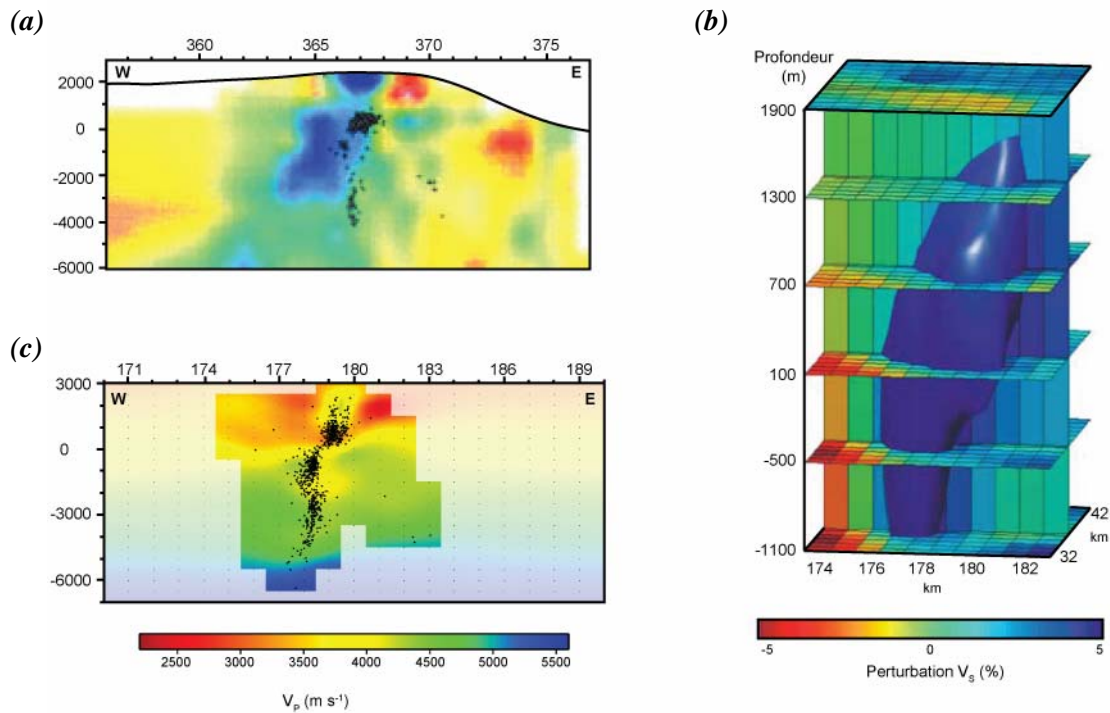 (a)
360 365 370 375
W E
2000
0
-2000
-4000
-6000
(b)
Profondeur
(m)
1900
1300
700
100
-500
-1100
174 176 178 180 182
km
32
km
42
-5 0 5
Perturbation VS (%)
(c)
171 174 177 180 183 186 189
W E
3000
0
-3000
-6000
2500 3000 3500 4000 4500 5000 5500
VP (m s-1)